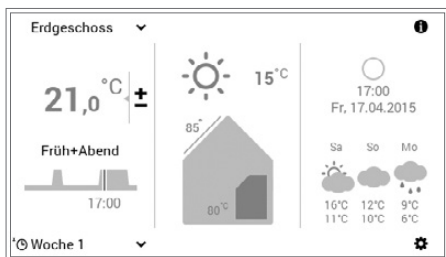 Erdgeschoss
21,0 °C ±
Früh+Abend
17:00
Woche 1
15°C
85°
80°C
17:00
Fr, 17.04.2015
Sa So Mo
16°C 12°C 9°C
11°C 10°C 6°C